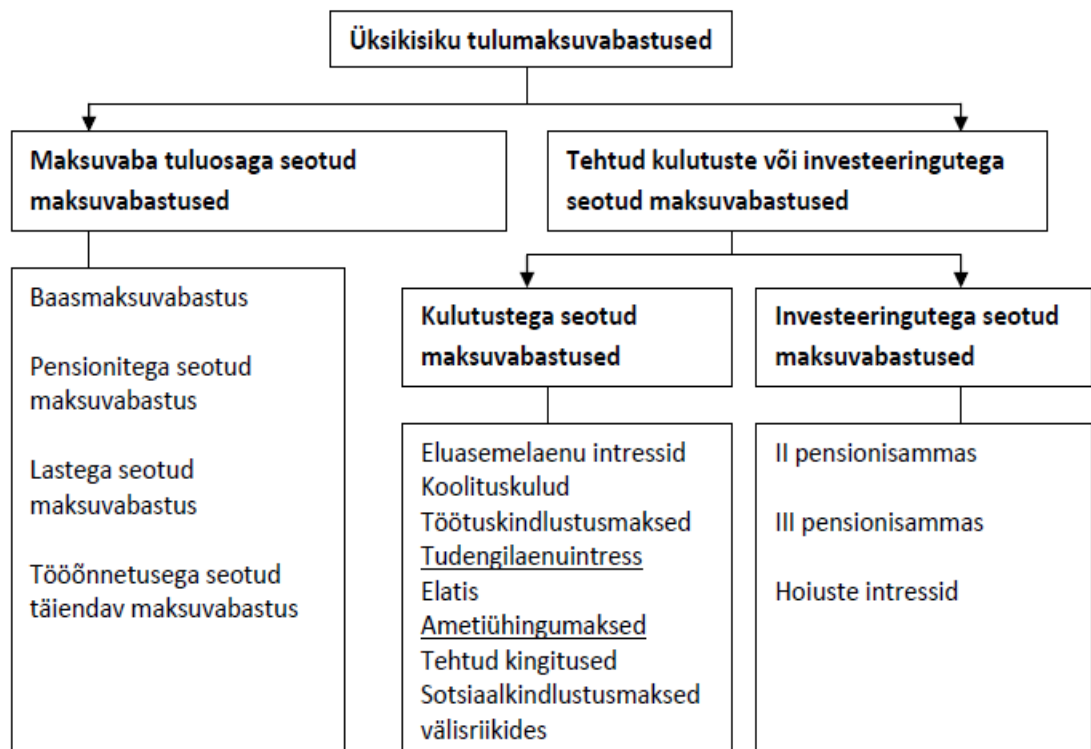 Üksikisiku tulumaksuvabastused
Maksuvaba tuluosaga seotud
maksuvabastused
Tehtud kulutuste või investeeringutega
seotud maksuvabastused
Baasmaksuvabastus
Pensionitega seotud
maksuvabastus
Lastega seotud
maksuvabastus
Tööõnnetusega seotud
täiendav maksuvabastus
Kulutustega seotud
maksuvabastused
Eluasemelaenu intressid
Koolituskulud
Töötuskindlustusmaksed
Tudengilaenuintress
Elatis
Ametiühingumaksed
Tehtud kingitused
Sotsiaalkindlustusmaksed
välisriikides
Investeeringutega seotud
maksuvabastused
II pensionisammas
III pensionisammas
Hoiuste intressid